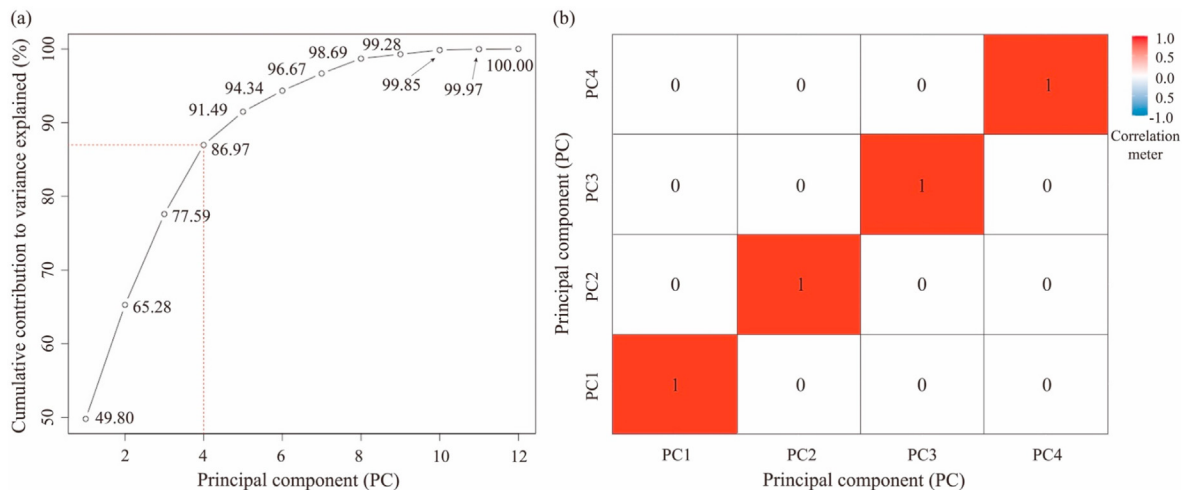 (a)
Cumulative contribution to variance explained (%)
100
90
80
70
60
50
49.80
65.28
77.59
86.97
91.49
94.34
96.67
98.69
99.28
99.85
99.97
100.00
2
4
6
8
10
12
Principal component (PC)
(b)
Principal component (PC)
PC4
0
0
0
1
PC3
0
0
1
0
PC2
0
1
0
0
PC1
1
0
0
0
PC1
PC2
PC3
PC4
Principal component (PC)
1.0
0.5
0.0
0.5
-1.0
Correlation
meter